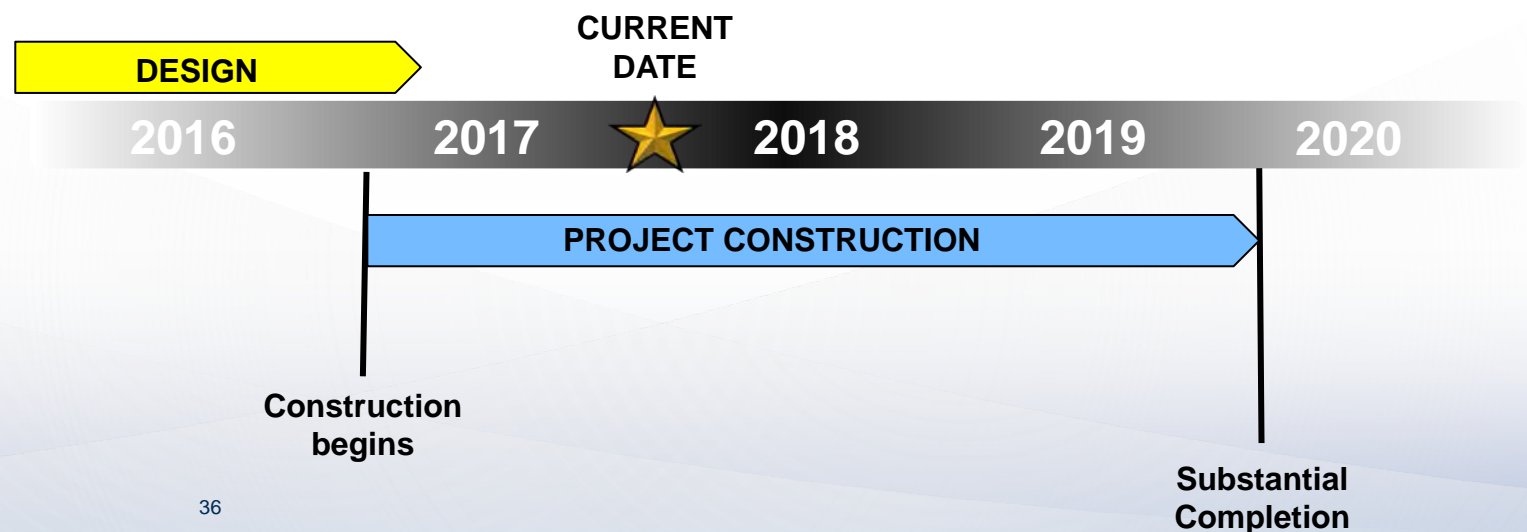 CURRENT
DATE
DESIGN
2016 2017 2018 2019 2020
PROJECT CONSTRUCTION
Construction
begins
Substantial
Completion
36